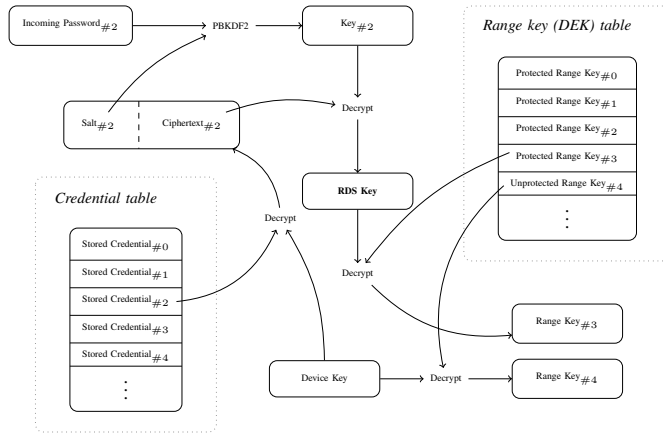 Incoming Password#2
PBKDF2
Key#2
Range key (DEK) table
Protected Range Key#0
Protected Range Key#1
Protected Range Key#2
Protected Range Key#3
Unprotected Range Key#4
⋮
Salt#2
Ciphertext#2
Decrypt
RDS Key
Credential table
Decrypt
Stored Credential#0
Stored Credential#1
Stored Credential#2
Stored Credential#3
Stored Credential#4
⋮
Decrypt
Range Key#3
Device Key
Decrypt
Range Key#4